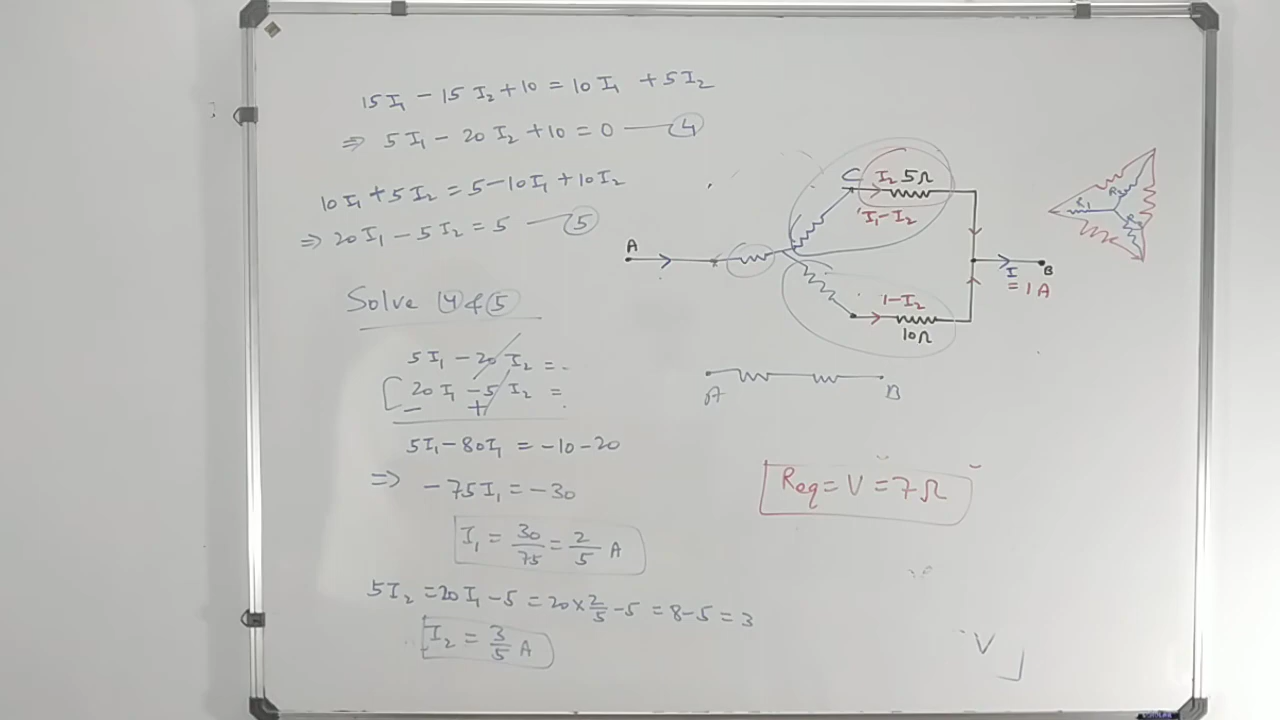 15I₁ - 15I₂ + 10 = 10I₁ + 5I₂
⇒ 5I₁ - 20I₂ + 10 = 0 — ④
10I₁ + 5I₂ = 5 - 10I₁ + 10I₂
⇒ 20I₁ - 5I₂ = 5 — ⑤
Solve ④ & ⑤
5I₁ - 20I₂ = -
20I₁ - 5I₂ =
- +
5I₁ - 80I₁ = -10 - 20
⇒ -75I₁ = -30
I₁ = 30/75 = 2/5 A
5I₂ = 20I₁ - 5 = 20 × 2/5 - 5 = 8 - 5 = 3
I₂ = 3/5 A
C I₂ 5Ω
I₁ - I₂
A
B
I
= 1A
1 - I₂
10Ω
A B
Req = V = 7Ω
V
R₁